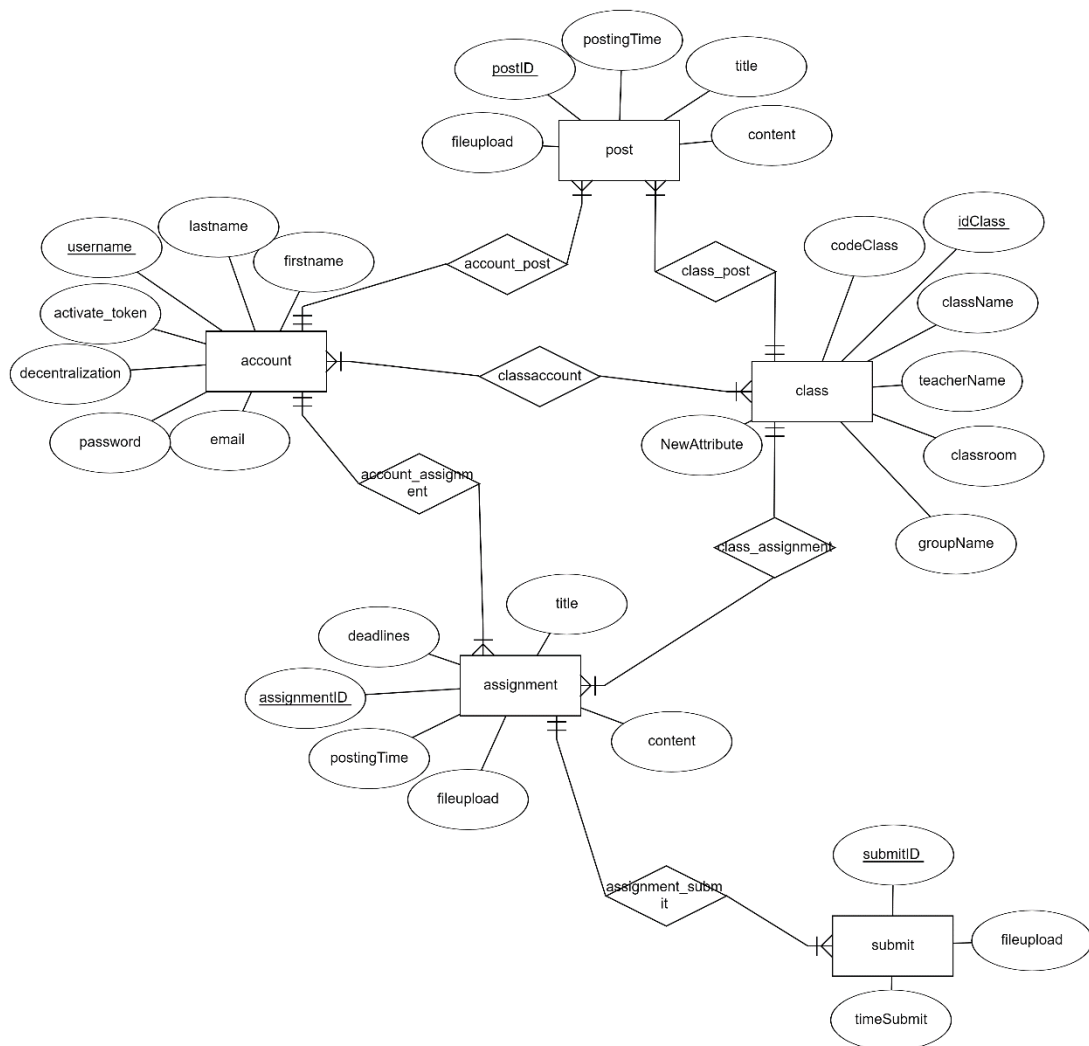 postingTime
postID
title
fileupload
content
post
lastname
username
firstname
account_post
class_post
codeClass
idClass
className
activate_token
account
decentralization
classaccount
class
teacherName
password
email
NewAttribute
classroom
account_assignm
ent
class_assignment
groupName
title
deadlines
assignment
assignmentID
content
postingTime
fileupload
submitID
assignment_subm
it
submit
fileupload
timeSubmit